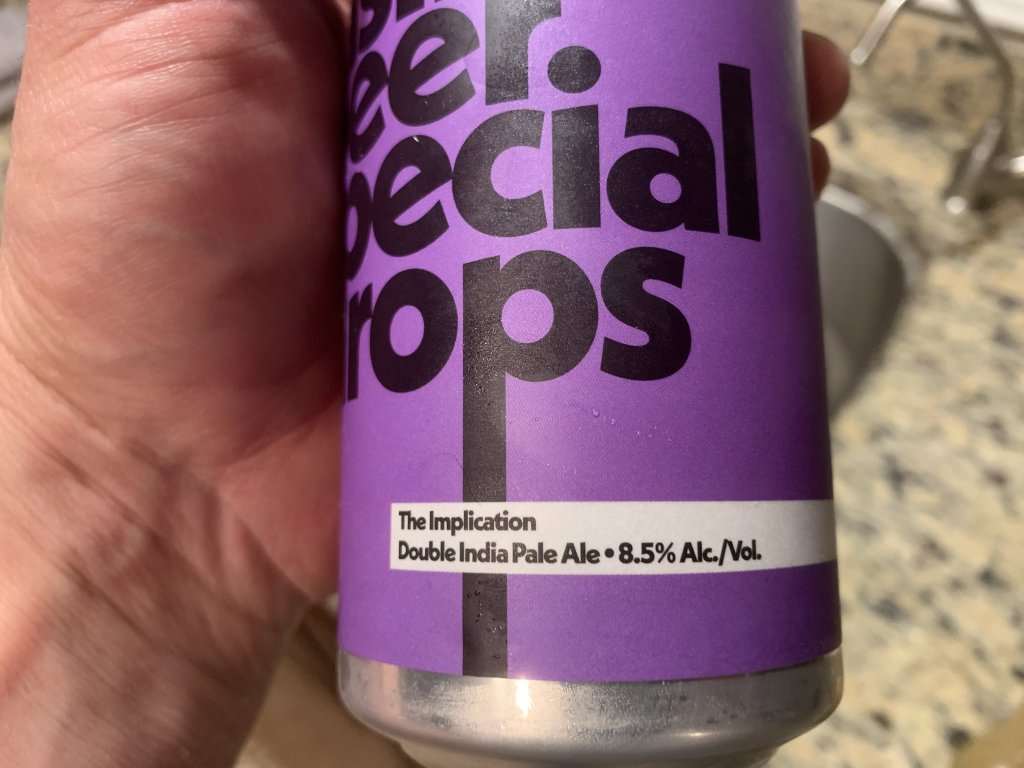 eer.
pecial
rops
The Implication
Double India Pale Ale • 8.5% Alc./Vol.